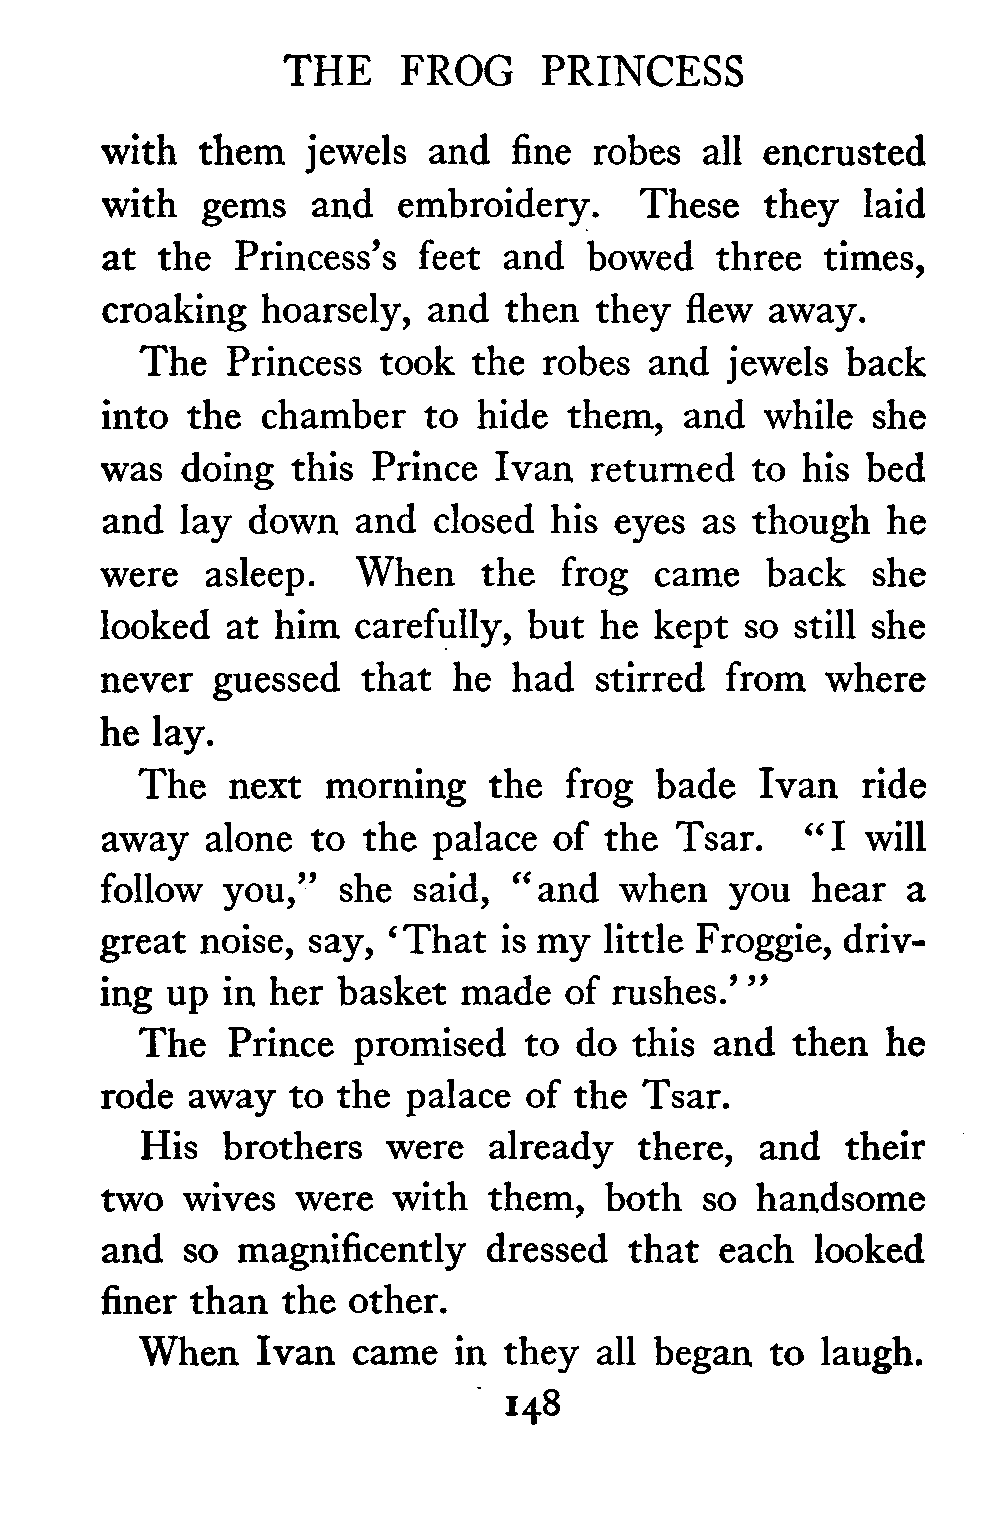 THE FROG PRINCESS
with them jewels and fine robes all encrusted
with gems and embroidery. These they laid
at the Princess's feet and bowed three times,
croaking hoarsely, and then they flew away.
The Princess took the robes and jewels back
into the chamber to hide them, and while she
was doing this Prince Ivan returned to his bed
and lay down and closed his eyes as though he
were asleep. When the frog came back she
looked at him carefully, but he kept so still she
never guessed that he had stirred from where
he lay.
The next morning the frog bade Ivan ride
away alone to the palace of the Tsar. “I will
follow you,” she said, “and when you hear a
great noise, say, ‘That is my little Froggie, driv-
ing up in her basket made of rushes.’”
The Prince promised to do this and then he
rode away to the palace of the Tsar.
His brothers were already there, and their
two wives were with them, both so handsome
and so magnificently dressed that each looked
finer than the other.
When Ivan came in they all began to laugh.
148